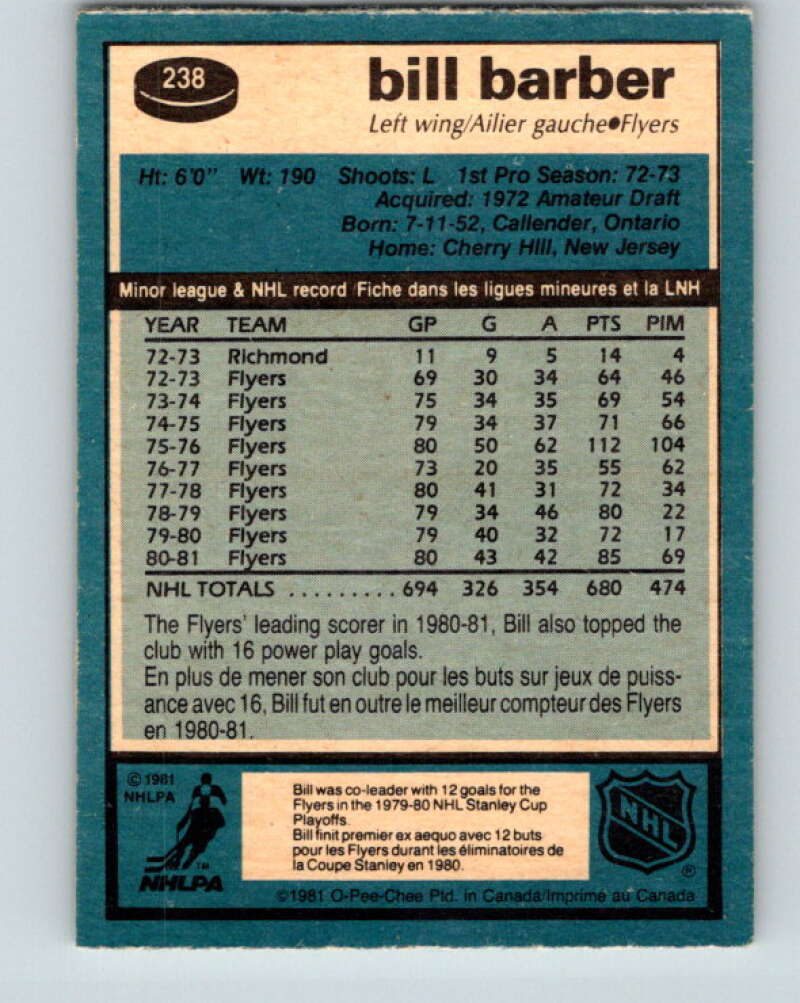 238
bill barber
Left wing/Ailier gauche●Flyers
Ht: 6'0" Wt: 190 Shoots: L 1st Pro Season: 72-73
Acquired: 1972 Amateur Draft
Born: 7-11-52, Callender, Ontario
Home: Cherry Hill, New Jersey
Minor league & NHL record /Fiche dans les ligues mineures et la LNH
YEAR TEAM GP G A PTS PIM
72-73 Richmond 11 9 5 14 4
72-73 Flyers 69 30 34 64 46
73-74 Flyers 75 34 35 69 54
74-75 Flyers 79 34 37 71 66
75-76 Flyers 80 50 62 112 104
76-77 Flyers 73 20 35 55 62
77-78 Flyers 80 41 31 72 34
78-79 Flyers 79 34 46 80 22
79-80 Flyers 79 40 32 72 17
80-81 Flyers 80 43 42 85 69
NHL TOTALS ......... 694 326 354 680 474
The Flyers' leading scorer in 1980-81, Bill also topped the
club with 16 power play goals.
En plus de mener son club pour les buts sur jeux de puiss-
ance avec 16, Bill fut en outre le meilleur compteur des Flyers
en 1980-81.
© 1981
NHLPA
TM
NHLPA
Bill was co-leader with 12 goals for the
Flyers in the 1979-80 NHL Stanley Cup
Playoffs.
Bill finit premier ex aequo avec 12 buts
pour les Flyers durant les éliminatoires de
la Coupe Stanley en 1980.
NHL
®
©1981 O-Pee-Chee Ptd. in Canada/Imprimé au Canada